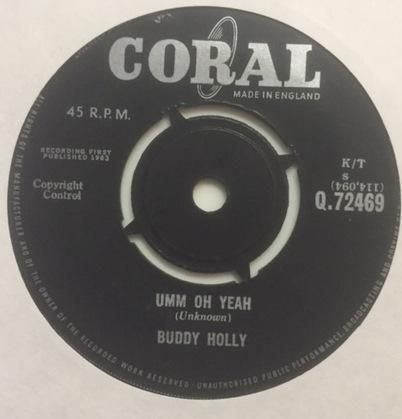 CORAL
MADE IN ENGLAND
45 R.P.M.
RECORDING FIRST
PUBLISHED 1963
Copyright
Control
K/T
S
(114,094)
Q.72469
UMM OH YEAH
(Unknown)
BUDDY HOLLY
ALL RIGHTS OF THE MANUFACTURER AND OF THE OWNER OF THE RECORDED WORK RESERVED · UNAUTHORISED PUBLIC PERFORMANCE, BROADCASTING AND COPYING